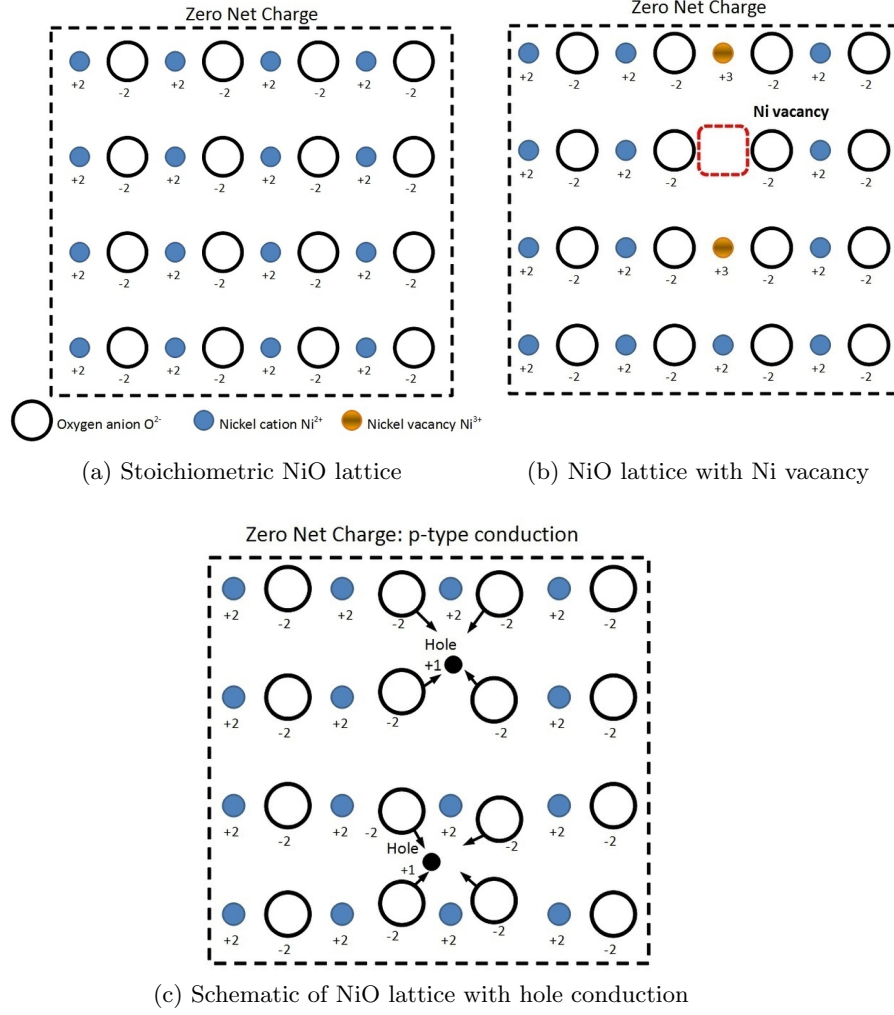 Zero Net Charge
+2 -2 +2 -2 +2 -2 +2 -2
+2 -2 +2 -2 +2 -2 +2 -2
+2 -2 +2 -2 +2 -2 +2 -2
+2 -2 +2 -2 +2 -2 +2 -2
Zero Net Charge
+2 -2 +2 -2 +3 -2 +2 -2
Ni vacancy
+2 -2 +2 -2 -2 +2 -2
+2 -2 +2 -2 +3 -2 +2 -2
+2 -2 +2 -2 +2 -2 +2 -2
Oxygen anion O²⁻ Nickel cation Ni²⁺ Nickel vacancy Ni³⁺
(a) Stoichiometric NiO lattice
(b) NiO lattice with Ni vacancy
Zero Net Charge: p-type conduction
+2 -2 +2 -2 +2 -2 +2 -2
Hole
+1
+2 -2 +2 -2 -2 +2 -2
+2 -2 +2 -2 +2 -2 +2 -2
Hole
+1
+2 -2 +2 -2 +2 -2 +2 -2
(c) Schematic of NiO lattice with hole conduction